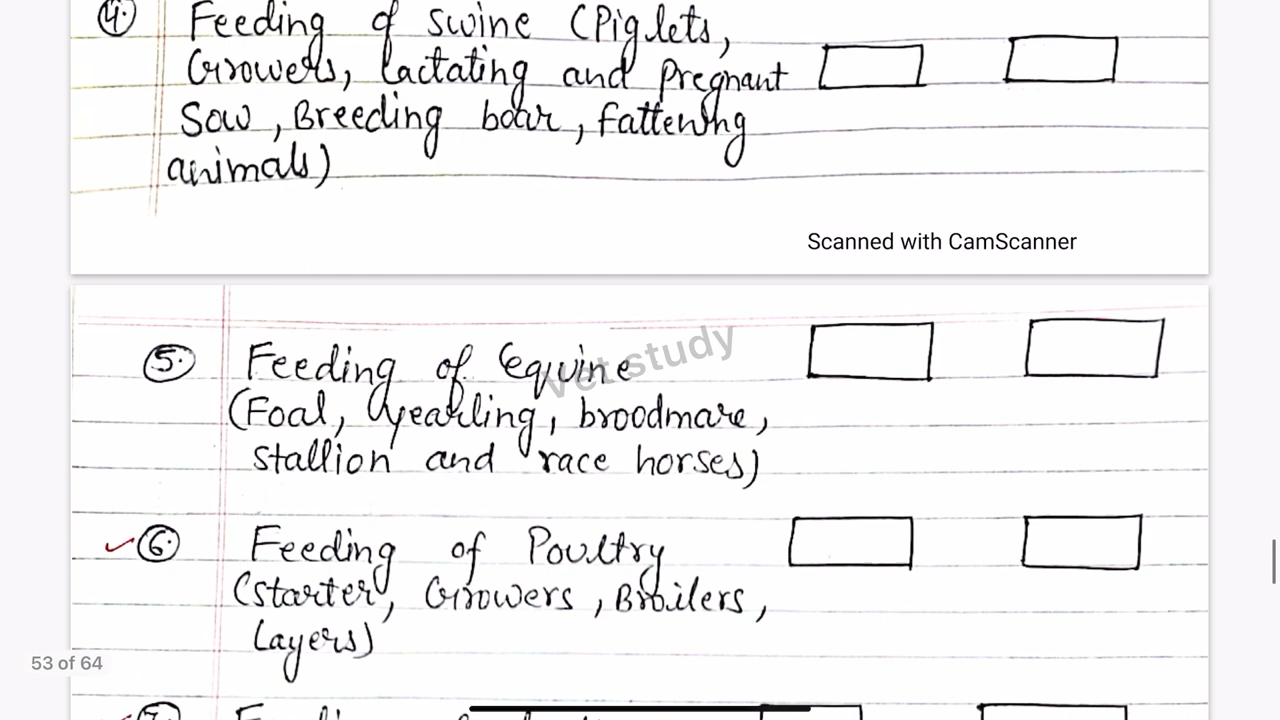 4. Feeding of swine (Piglets,
Growers, lactating and Pregnant
Sow, Breeding boar, fattening
animals)
Scanned with CamScanner
5. Feeding of Equine
Vet study
(Foal, yearling, broodmare,
stallion and race horses)
6. Feeding of Poultry
(starter, Growers, Broilers,
Layers)
53 of 64